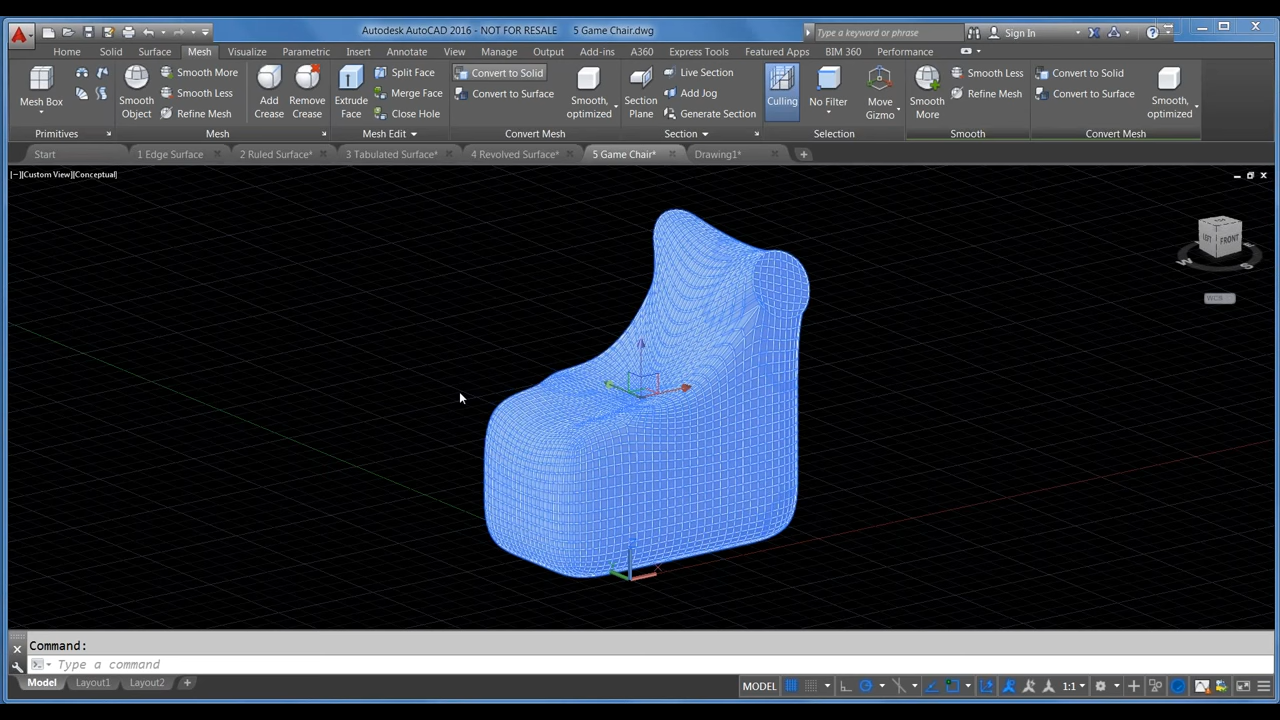 Autodesk AutoCAD 2016 - NOT FOR RESALE 5 Game Chair.dwg
Type a keyword or phrase
Sign In
Home Solid Surface Mesh Visualize Parametric Insert Annotate View Manage Output Add-ins A360 Express Tools Featured Apps BIM 360 Performance
Smooth More Split Face Convert to Solid Live Section Smooth Less Convert to Solid
Smooth Less Merge Face Convert to Surface Add Jog Refine Mesh Convert to Surface
Mesh Box Smooth Object Add Crease Remove Crease Extrude Face Smooth, optimized Section Plane Culling No Filter Move Gizmo Smooth More Smooth, optimized
Refine Mesh Close Hole Generate Section
Primitives Mesh Mesh Edit Convert Mesh Section Selection Smooth Convert Mesh
Start 1 Edge Surface 2 Ruled Surface* 3 Tabulated Surface* 4 Revolved Surface* 5 Game Chair* Drawing1*
[−][Custom View][Conceptual]
LEFT FRONT
W S
WCS
X
Command:
Type a command
Model Layout1 Layout2
MODEL 1:1